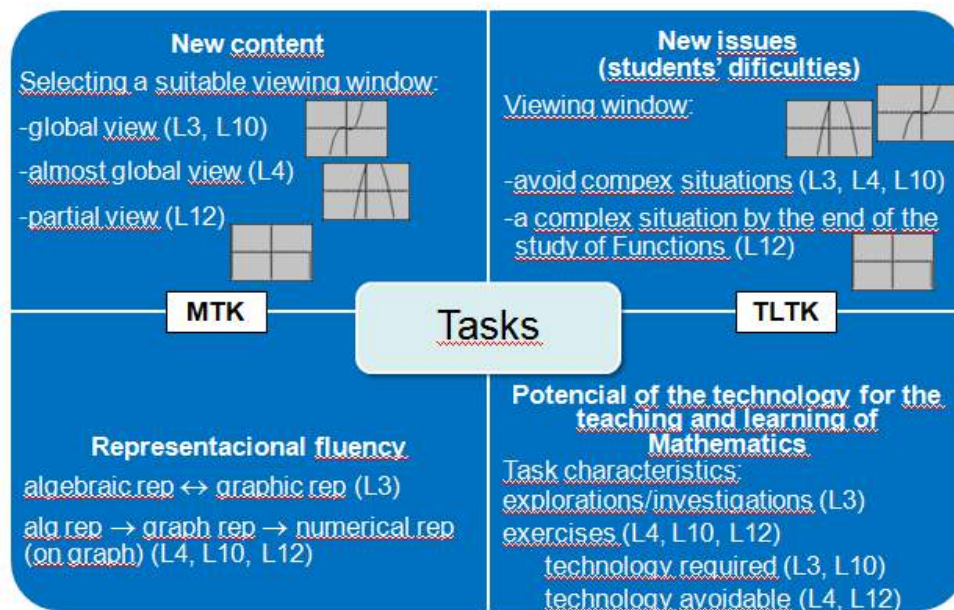 New content
Selecting a suitable viewing window:
-global view (L3, L10)
-almost global view (L4)
-partial view (L12)
New issues
(students' dificulties)
Viewing window:
-avoid compex situations (L3, L4, L10)
-a complex situation by the end of the
study of Functions (L12)
MTK
Tasks
TLTK
Representacional fluency
algebraic rep ↔ graphic rep (L3)
alg rep → graph rep → numerical rep
(on graph) (L4, L10, L12)
Potencial of the technology for the
teaching and learning of
Mathematics
Task characteristics:
explorations/investigations (L3)
exercises (L4, L10, L12)
technology required (L3, L10)
technology avoidable (L4, L12)